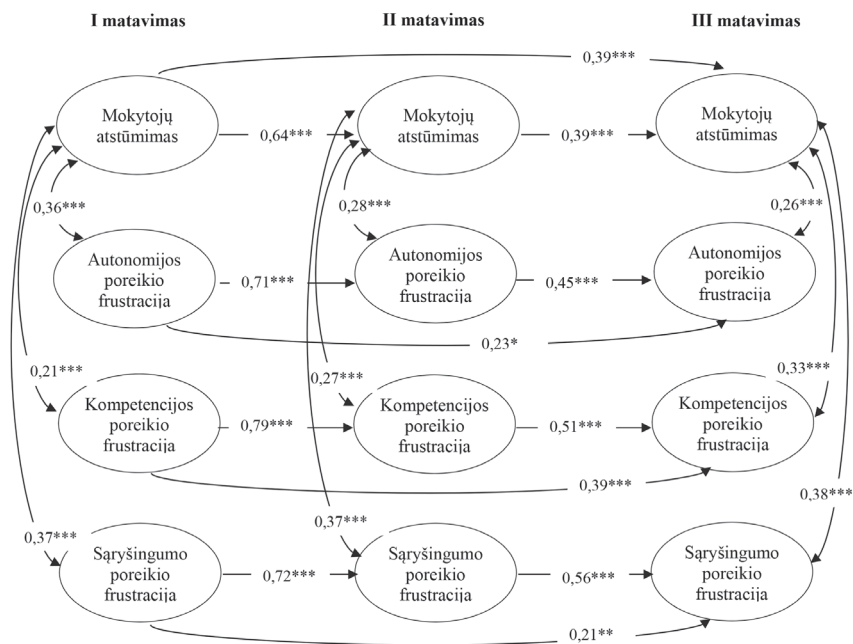 I matavimas
II matavimas
III matavimas
0,39***
Mokytojų
atstūmimas
0,64***
Mokytojų
atstūmimas
0,39***
Mokytojų
atstūmimas
0,36***
0,28***
0,26***
Autonomijos
poreikio
frustracija
0,71***
Autonomijos
poreikio
frustracija
0,45***
Autonomijos
poreikio
frustracija
0,23*
0,21***
0,27***
0,33***
Kompetencijos
poreikio
frustracija
0,79***
Kompetencijos
poreikio
frustracija
0,51***
Kompetencijos
poreikio
frustracija
0,39***
0,38***
0,37***
0,37***
Sąryšingumo
poreikio
frustracija
0,72***
Sąryšingumo
poreikio
frustracija
0,56***
Sąryšingumo
poreikio
frustracija
0,21**